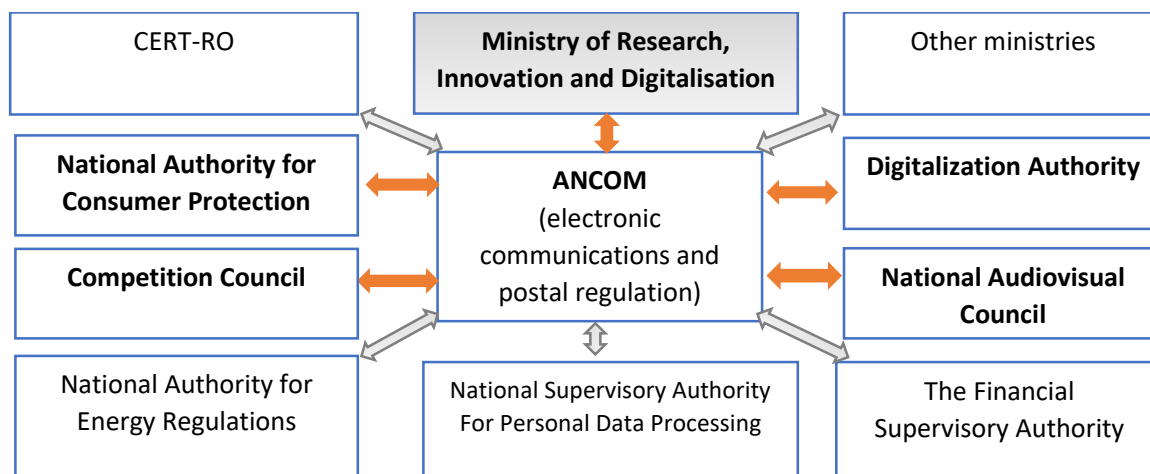 CERT-RO
Ministry of Research,
Innovation and Digitalisation
Other ministries
National Authority for
Consumer Protection
ANCOM
(electronic
communications and
postal regulation)
Digitalization Authority
Competition Council
National Audiovisual
Council
National Authority for
Energy Regulations
National Supervisory Authority
For Personal Data Processing
The Financial
Supervisory Authority